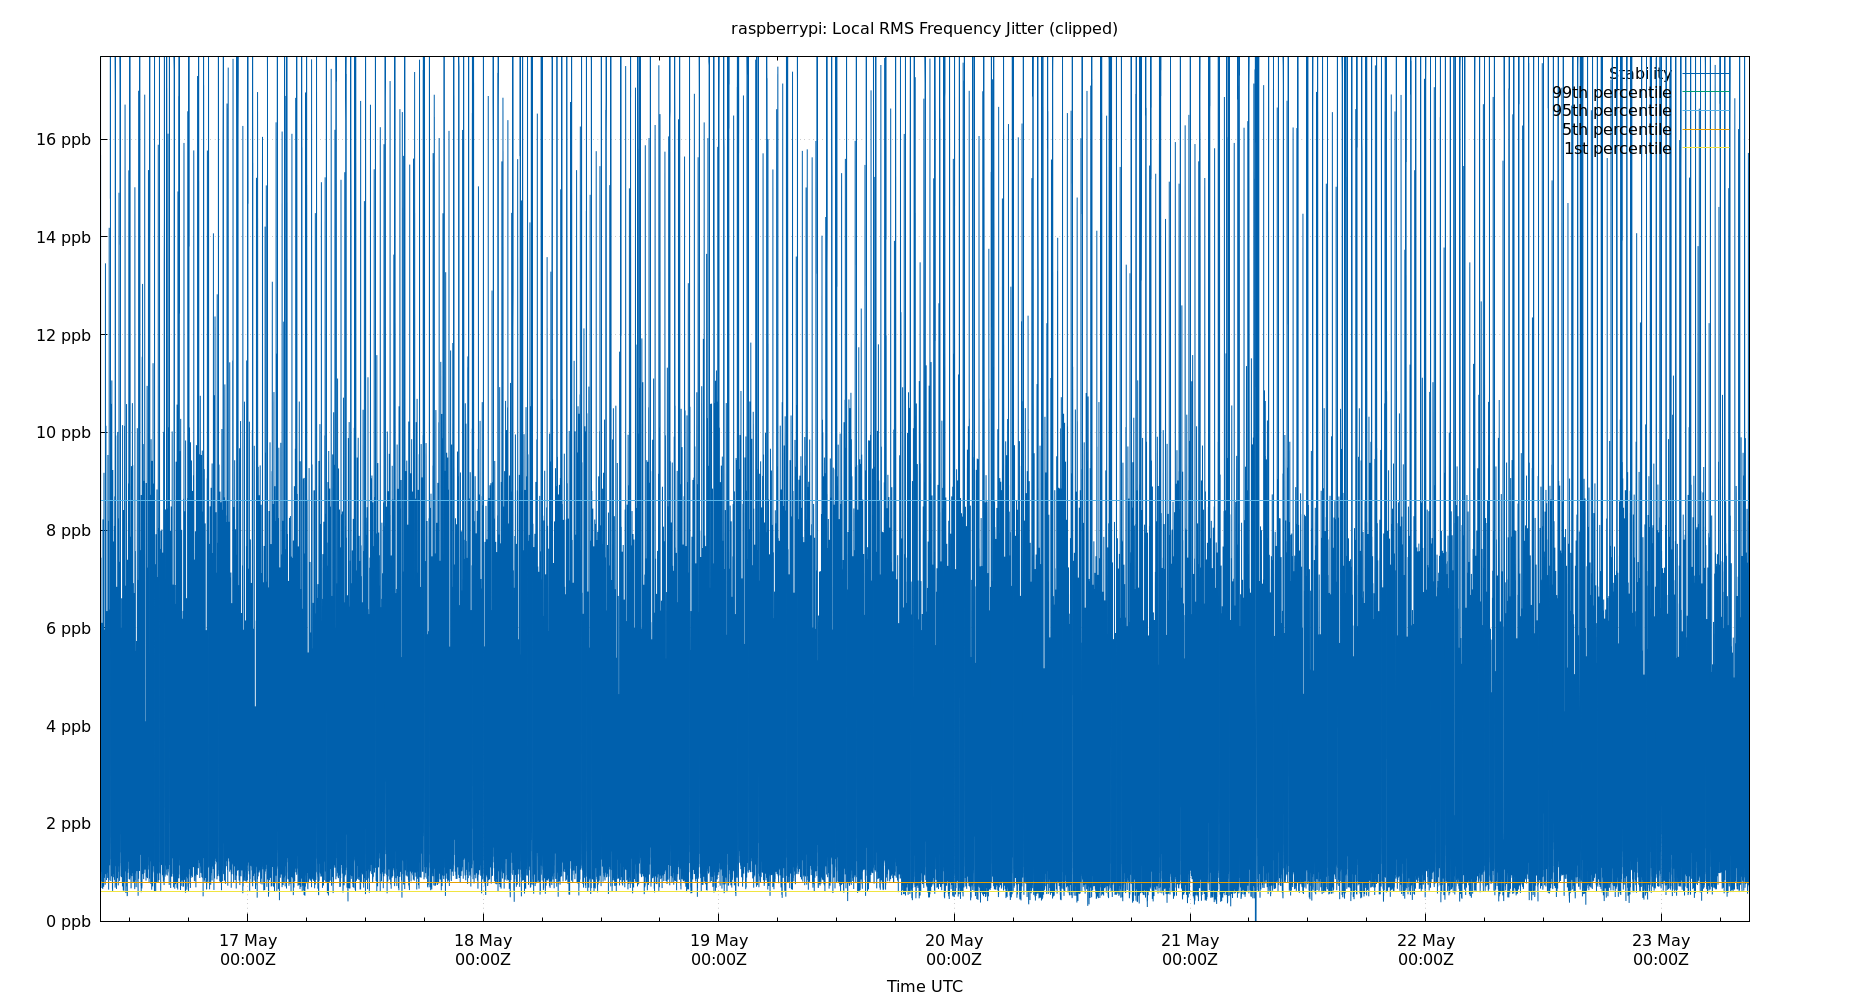 raspberrypi: Local RMS Frequency Jitter (clipped)
Stability
99th percentile
95th percentile
5th percentile
1st percentile
16 ppb
14 ppb
12 ppb
10 ppb
8 ppb
6 ppb
4 ppb
2 ppb
0 ppb
17 May 18 May 19 May 20 May 21 May 22 May 23 May
00:00Z 00:00Z 00:00Z 00:00Z 00:00Z 00:00Z 00:00Z
Time UTC